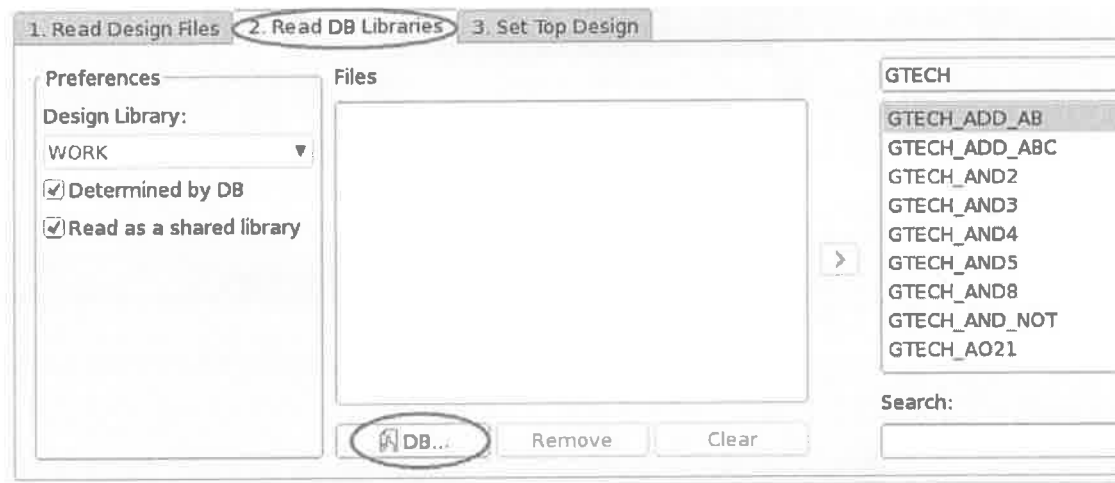 1. Read Design Files
2. Read DB Libraries
3. Set Top Design
Preferences
Design Library:
WORK
Determined by DB
Read as a shared library
Files
DB...
Remove
Clear
>
GTECH
GTECH_ADD_AB
GTECH_ADD_ABC
GTECH_AND2
GTECH_AND3
GTECH_AND4
GTECH_AND5
GTECH_AND8
GTECH_AND_NOT
GTECH_AO21
Search: